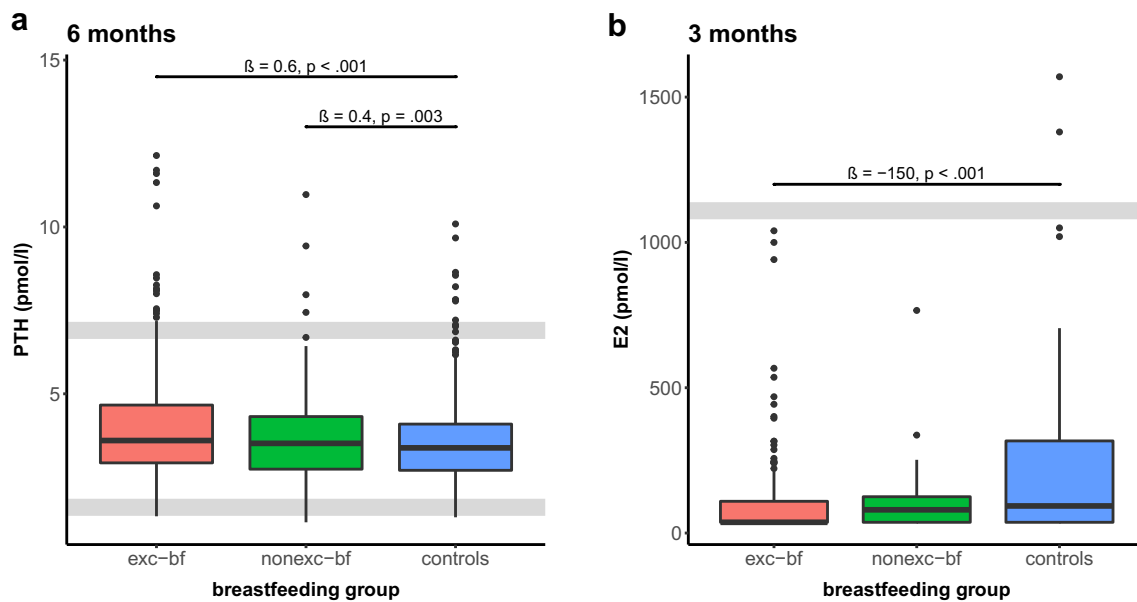 a
6 months
15
10
5
PTH (pmol/l)
ß = 0.6, p < .001
ß = 0.4, p = .003
exc−bf
nonexc−bf
controls
breastfeeding group
b
3 months
1500
1000
500
0
E2 (pmol/l)
ß = −150, p < .001
exc−bf
nonexc−bf
controls
breastfeeding group